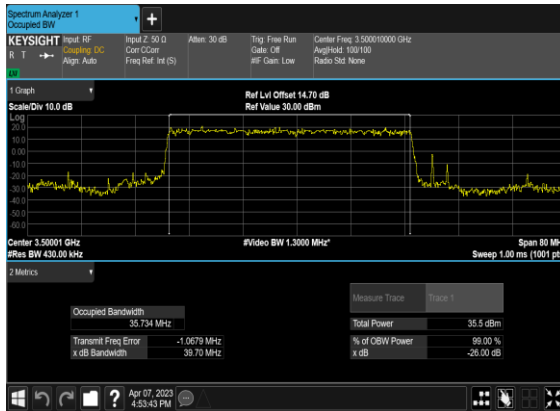 Spectrum Analyzer 1
Occupied BW
KEYSIGHT
R T
Input: RF
Coupling: DC
Align: Auto
Input Z: 50 Ω
Corr CCorr
Freq Ref: Int (S)
Atten: 30 dB
Trig: Free Run
Gate: Off
#IF Gain: Low
Center Freq: 3.500010000 GHz
Avg|Hold: 100/100
Radio Std: None
1 Graph
Scale/Div 10.0 dB
Ref Lvl Offset 14.70 dB
Ref Value 30.00 dBm
Log
20.0
10.0
0.00
-10.0
-20.0
-30.0
-40.0
-50.0
-60.0
Center 3.50001 GHz
#Res BW 430.00 kHz
#Video BW 1.3000 MHz*
Span 80 MH
Sweep 1.00 ms (1001 pt
2 Metrics
Measure Trace
Trace 1
Occupied Bandwidth
35.734 MHz
Total Power
35.5 dBm
Transmit Freq Error
-1.0679 MHz
% of OBW Power
99.00 %
x dB Bandwidth
39.70 MHz
x dB
-26.00 dB
Apr 07, 2023
4:53:43 PM